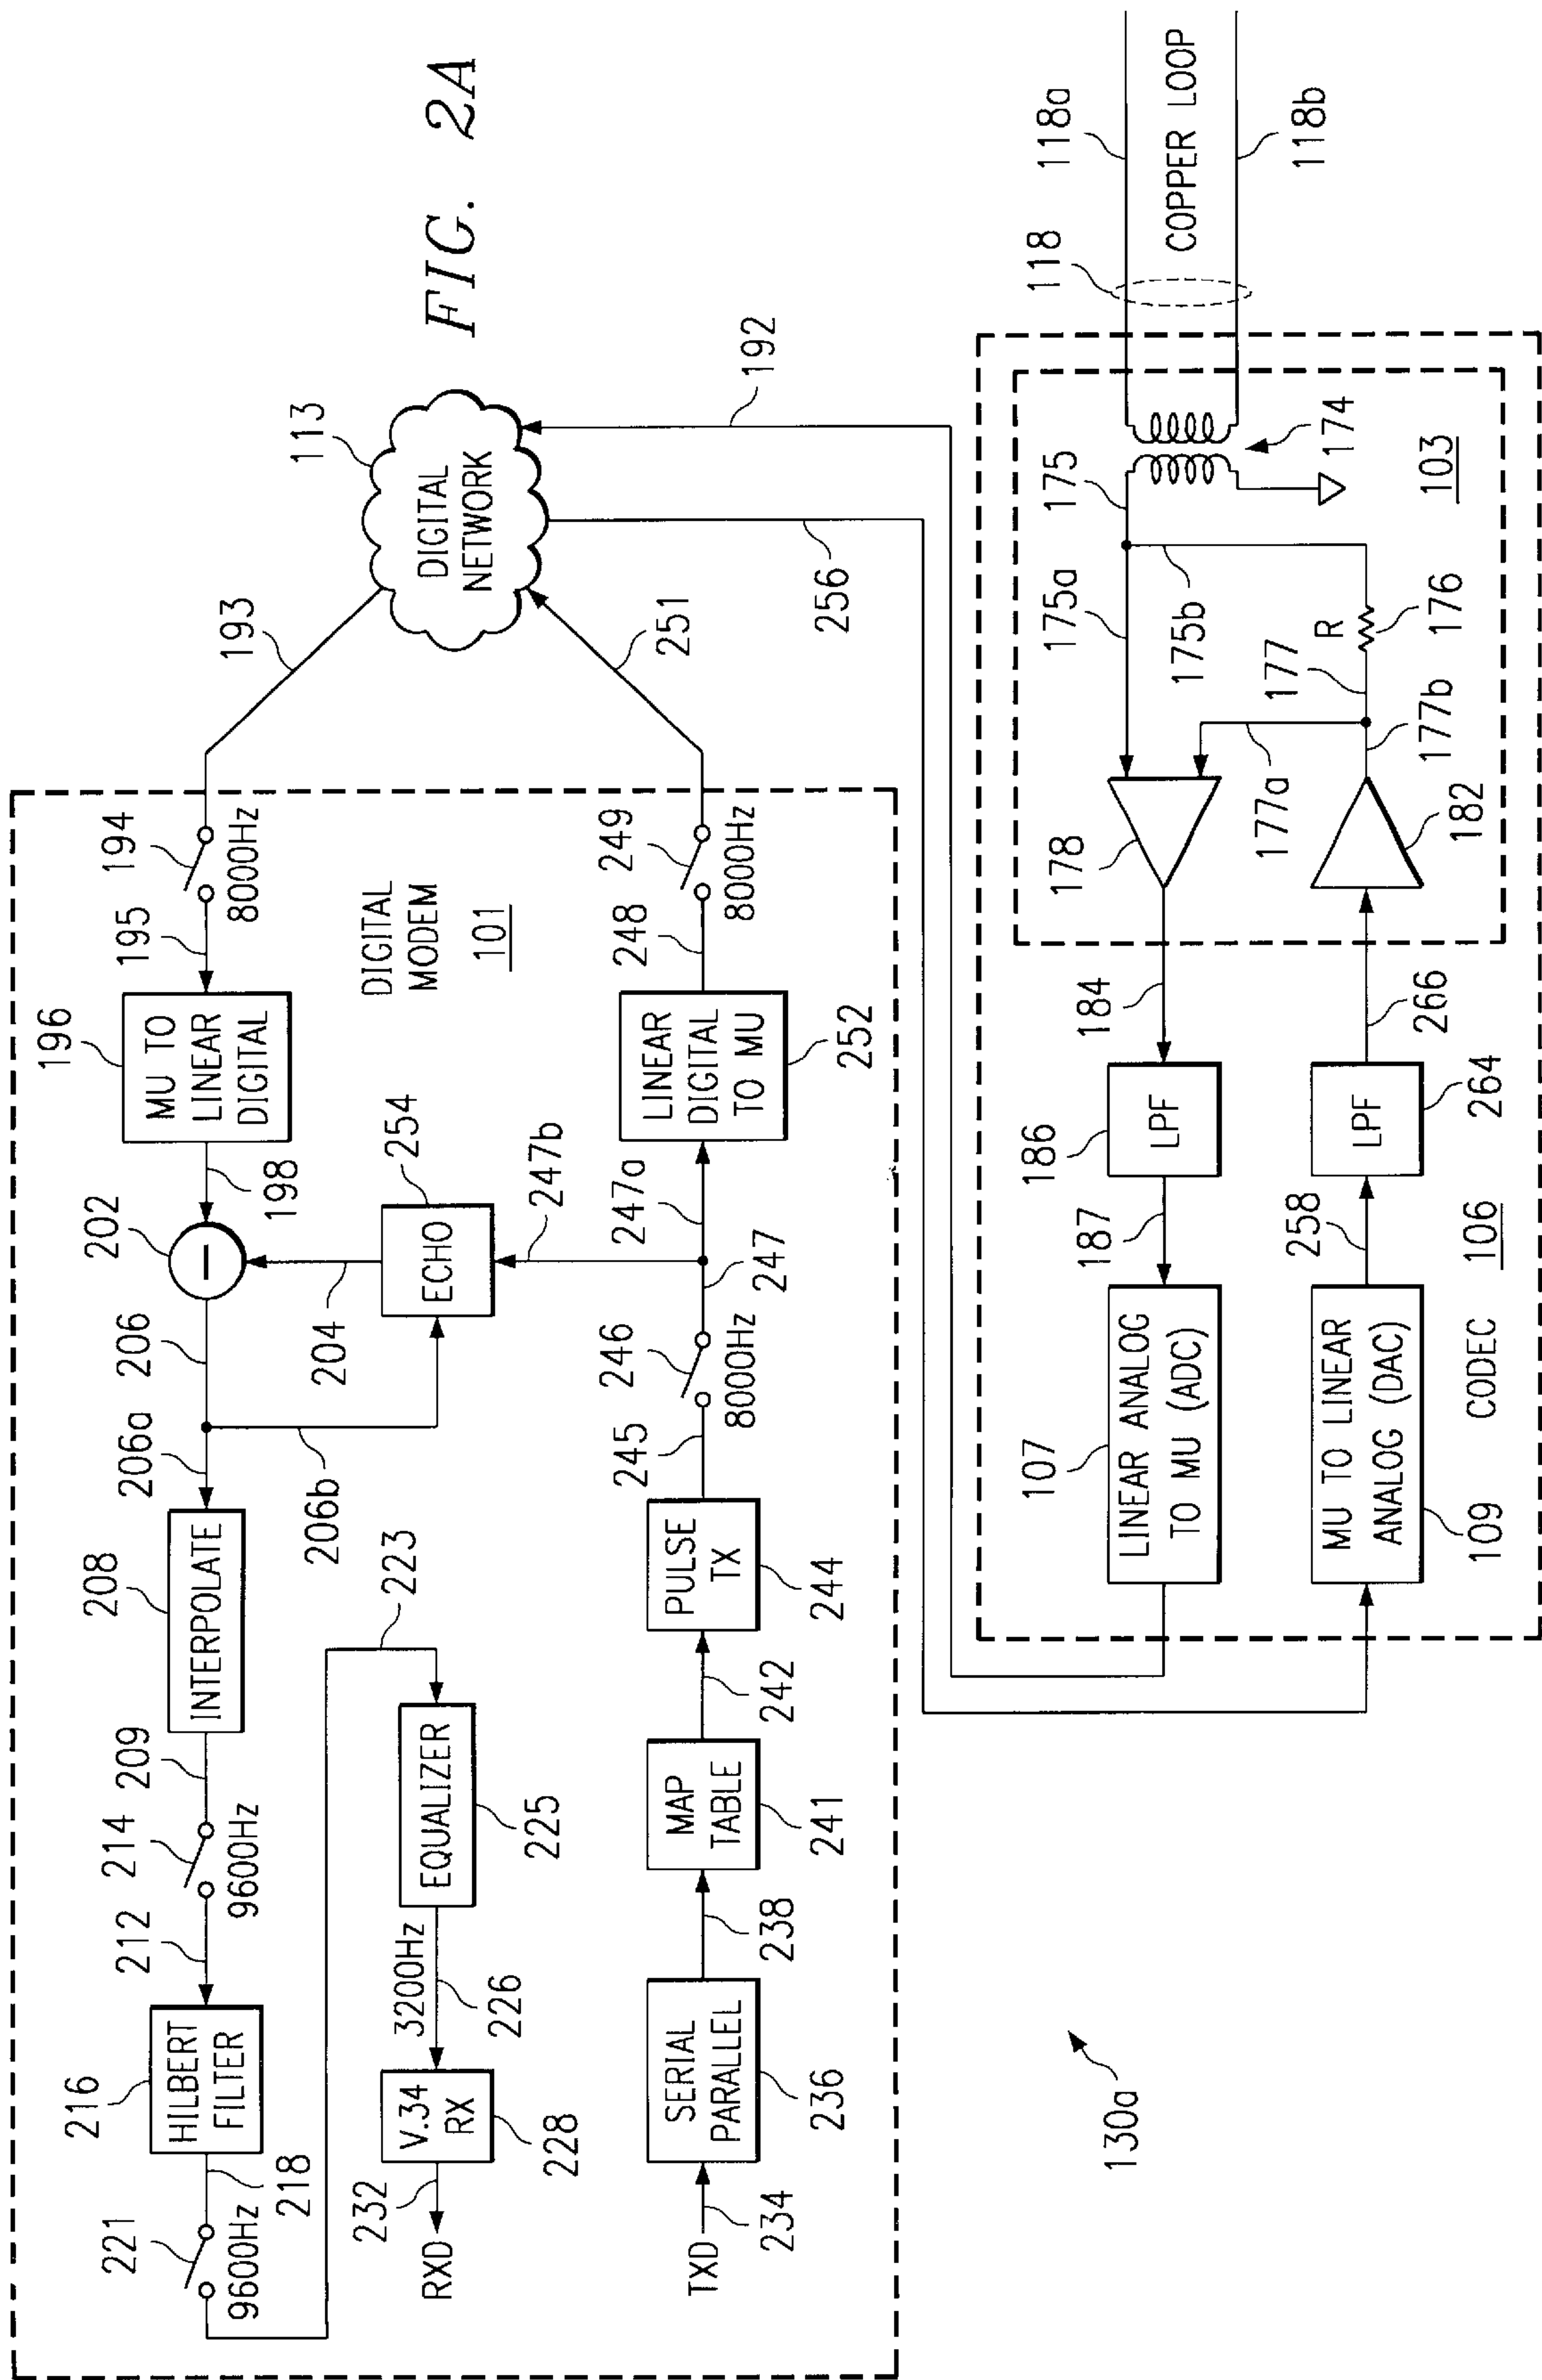 FIG. 2A
221
9600Hz
218
216
HILBERT
FILTER
212
214
9600Hz
209
208
INTERPOLATE
206a
206
206b
202
204
198
196
MU TO
LINEAR
DIGITAL
195
194
8000Hz
193
113
DIGITAL
NETWORK
223
RXD
232
V.34
RX
228
3200Hz
226
EQUALIZER
225
ECHO
254
247b
DIGITAL
MODEM
101
TXD
234
SERIAL
PARALLEL
236
238
MAP
TABLE
241
242
PULSE
TX
244
245
246
8000Hz
247
247a
LINEAR
DIGITAL
TO MU
252
248
249
8000Hz
251
256
192
130a
107
LINEAR ANALOG
TO MU (ADC)
187
186
LPF
184
178
175a
175
175b
177a
177
R
176
174
103
118
118a
COPPER LOOP
118b
MU TO LINEAR
ANALOG (DAC)
109
258
LPF
264
266
182
177b
CODEC
106